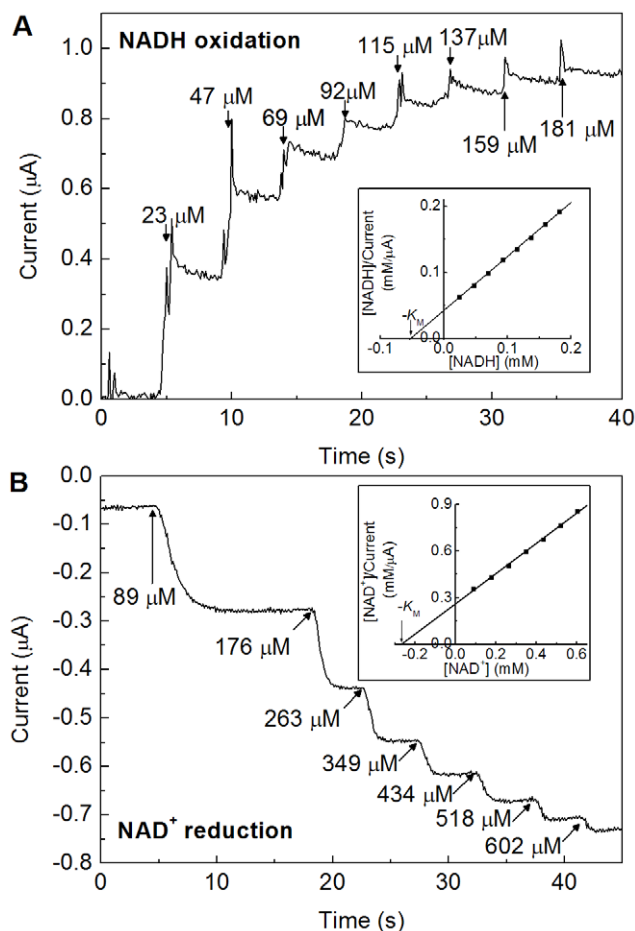 A
NADH oxidation
Current (μA)
1.0
0.8
0.6
0.4
0.2
0.0
23 μM
47 μM
69 μM
92μM
115 μM
137μM
159 μM
181 μM
[NADH]/Current
(mM/μA)
0.2
0.1
0.0
-K_M
-0.1 0.0 0.1 0.2
[NADH] (mM)
0 10 20 30 40
Time (s)
B
NAD⁺ reduction
Current (μA)
0.0
-0.1
-0.2
-0.3
-0.4
-0.5
-0.6
-0.7
-0.8
89 μM
176 μM
263 μM
349 μM
434 μM
518 μM
602 μM
[NAD⁺]/Current
(mM/μA)
0.9
0.6
0.3
0.0
-K_M
-0.2 0.0 0.2 0.4 0.6
[NAD⁺] (mM)
0 10 20 30 40
Time (s)